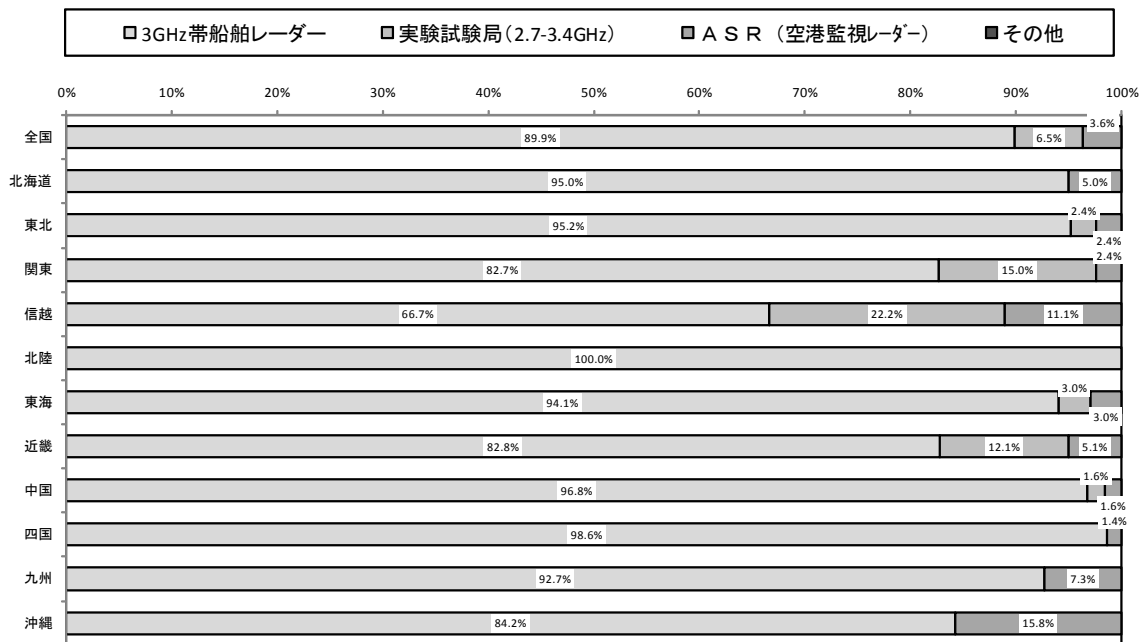 3GHz帯船舶レーダー 実験試験局(2.7-3.4GHz) ASR（空港監視レーダー） その他
0% 10% 20% 30% 40% 50% 60% 70% 80% 90% 100%
全国 89.9% 6.5% 3.6%
北海道 95.0% 5.0%
東北 95.2% 2.4% 2.4%
関東 82.7% 15.0% 2.4%
信越 66.7% 22.2% 11.1%
北陸 100.0%
東海 94.1% 3.0% 3.0%
近畿 82.8% 12.1% 5.1%
中国 96.8% 1.6% 1.6%
四国 98.6% 1.4%
九州 92.7% 7.3%
沖縄 84.2% 15.8%